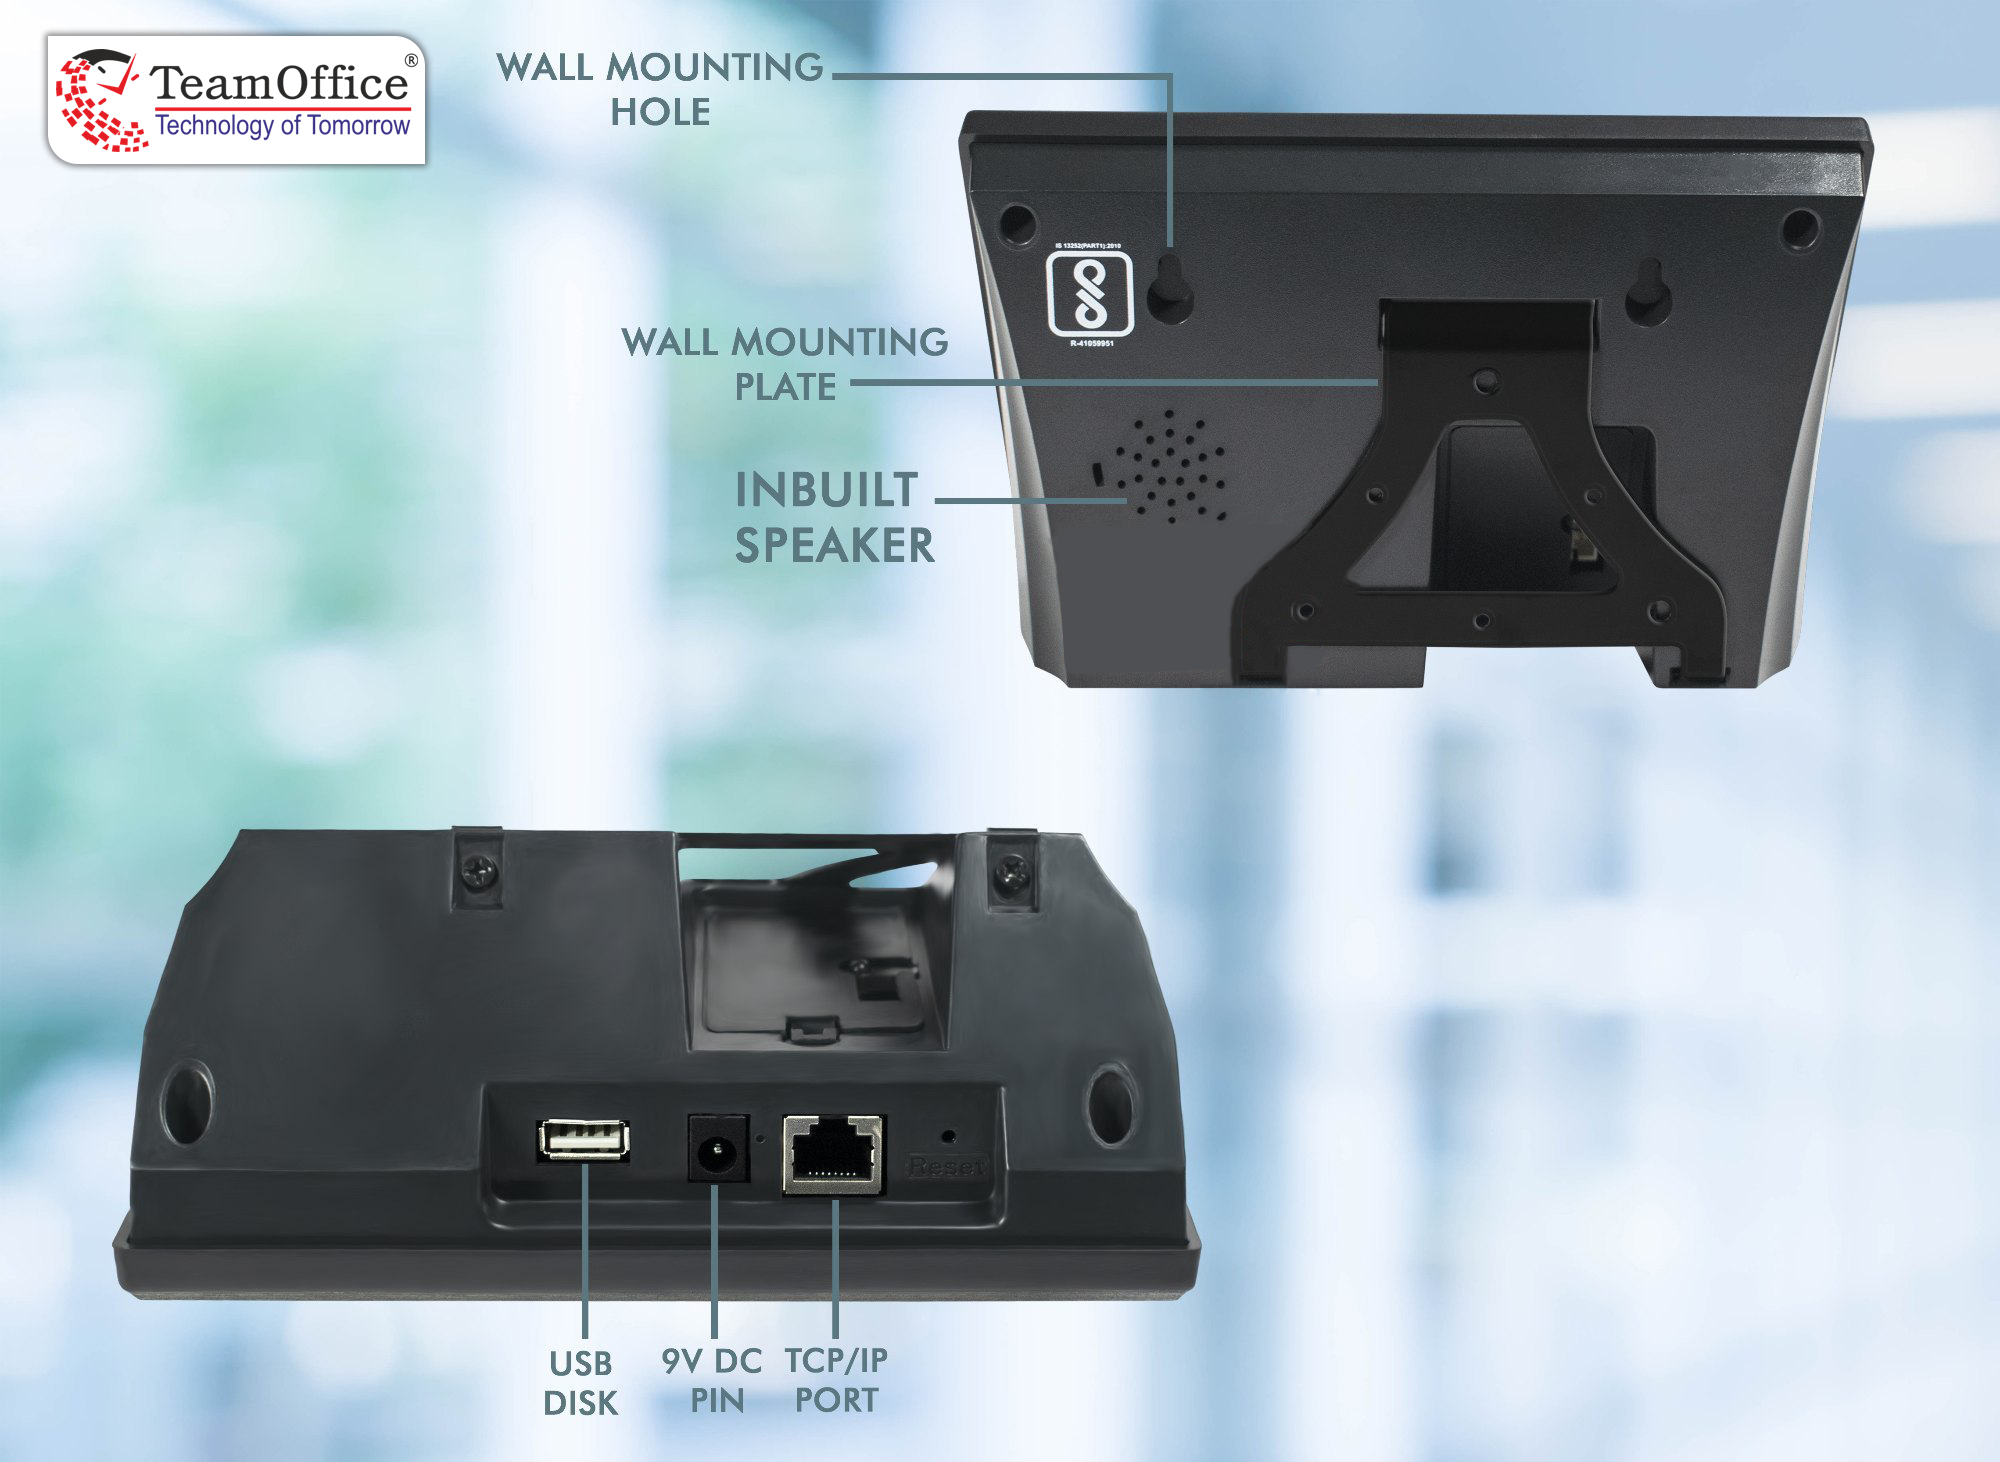 TeamOffice®
Technology of Tomorrow
WALL MOUNTING
HOLE
IS 13252(PART1):2010
R-41059951
WALL MOUNTING
PLATE
INBUILT
SPEAKER
Reset
USB
DISK
9V DC
PIN
TCP/IP
PORT